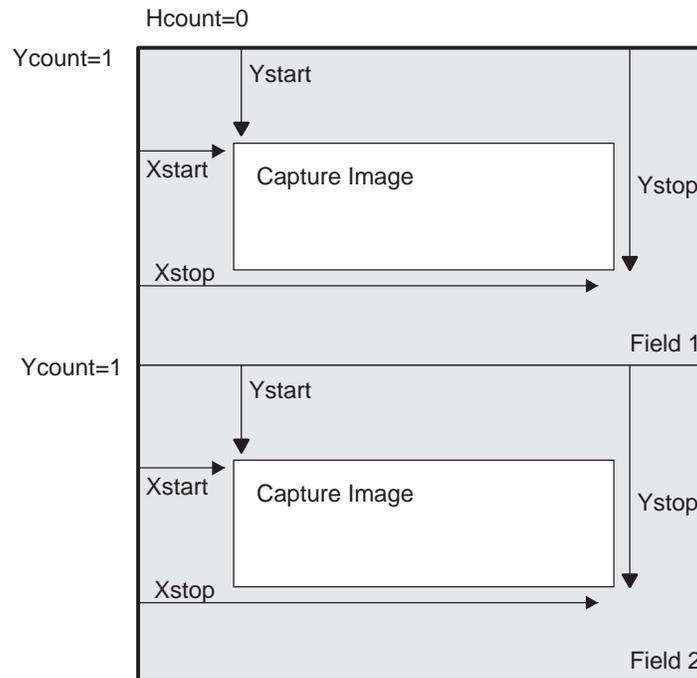 Hcount=0
Ycount=1
Ystart
Xstart
Capture Image
Ystop
Xstop
Field 1
Ycount=1
Ystart
Xstart
Capture Image
Ystop
Xstop
Field 2